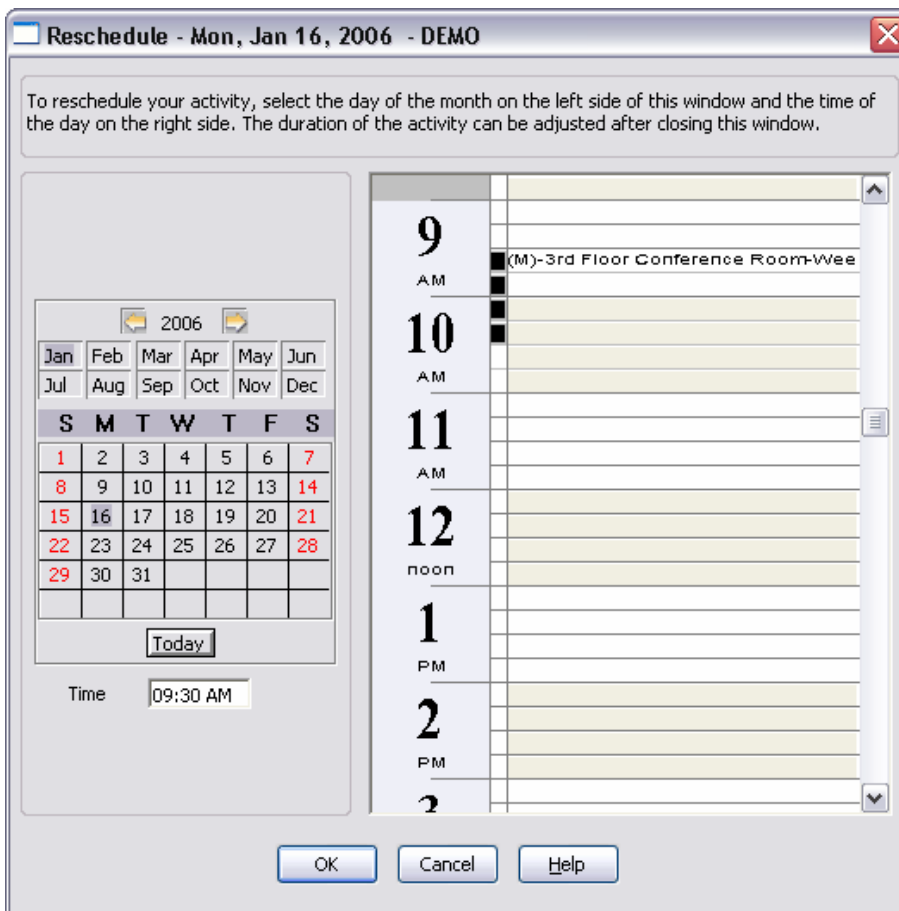 Reschedule - Mon, Jan 16, 2006 - DEMO
To reschedule your activity, select the day of the month on the left side of this window and the time of
the day on the right side. The duration of the activity can be adjusted after closing this window.
2006
Jan Feb Mar Apr May Jun
Jul Aug Sep Oct Nov Dec
S M T W T F S
1 2 3 4 5 6 7
8 9 10 11 12 13 14
15 16 17 18 19 20 21
22 23 24 25 26 27 28
29 30 31
Today
Time 09:30 AM
9
AM
(M)-3rd Floor Conference Room-Wee
10
AM
11
AM
12
noon
1
PM
2
PM
3
OK Cancel Help